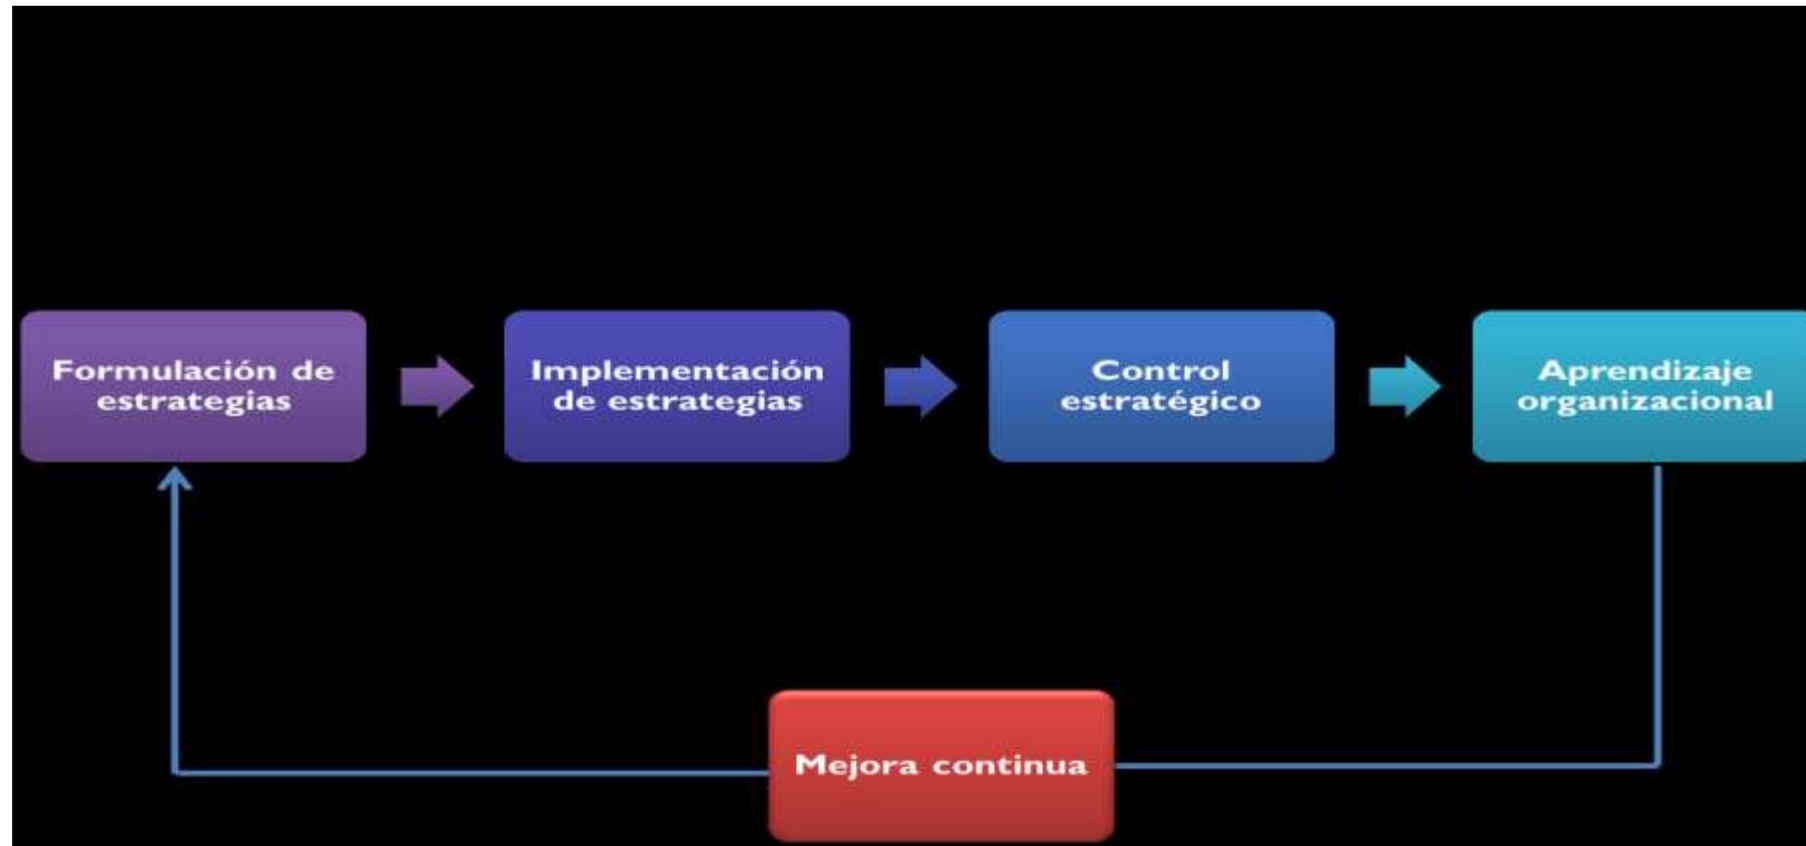 Formulación de
estrategias
Implementación
de estrategias
Control
estratégico
Aprendizaje
organizacional
Mejora continua